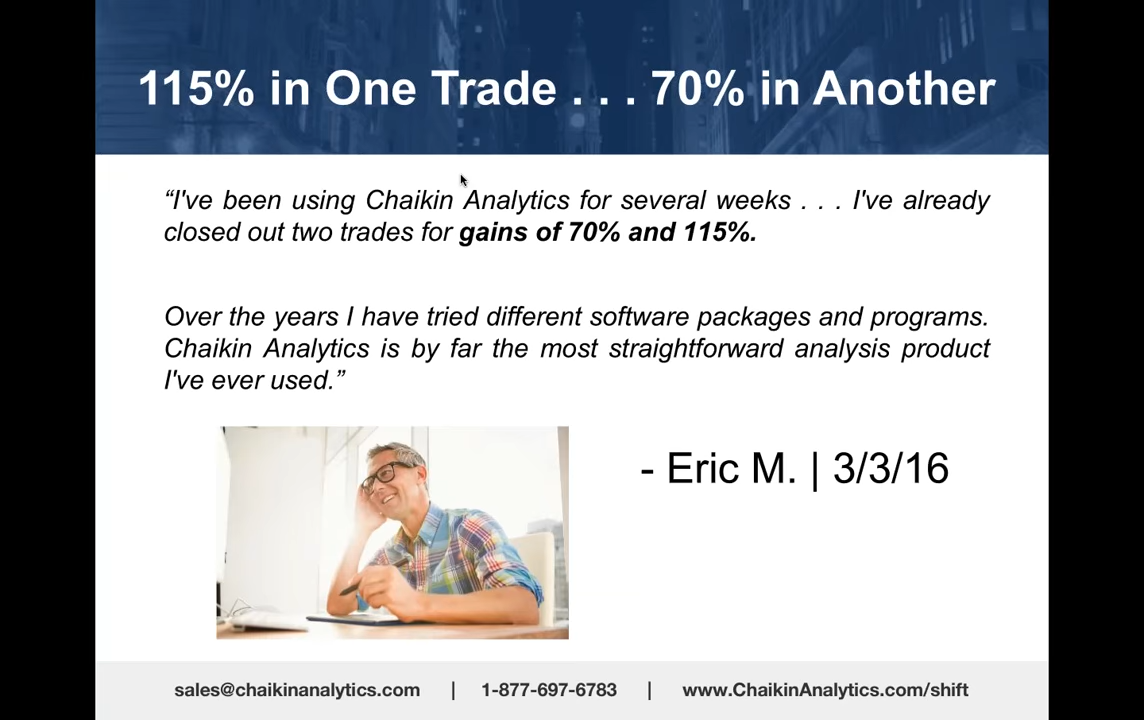 115% in One Trade . . . 70% in Another
“I've been using Chaikin Analytics for several weeks . . . I've already
closed out two trades for gains of 70% and 115%.
Over the years I have tried different software packages and programs.
Chaikin Analytics is by far the most straightforward analysis product
I've ever used.”
- Eric M. | 3/3/16
sales@chaikinanalytics.com | 1-877-697-6783 | www.ChaikinAnalytics.com/shift